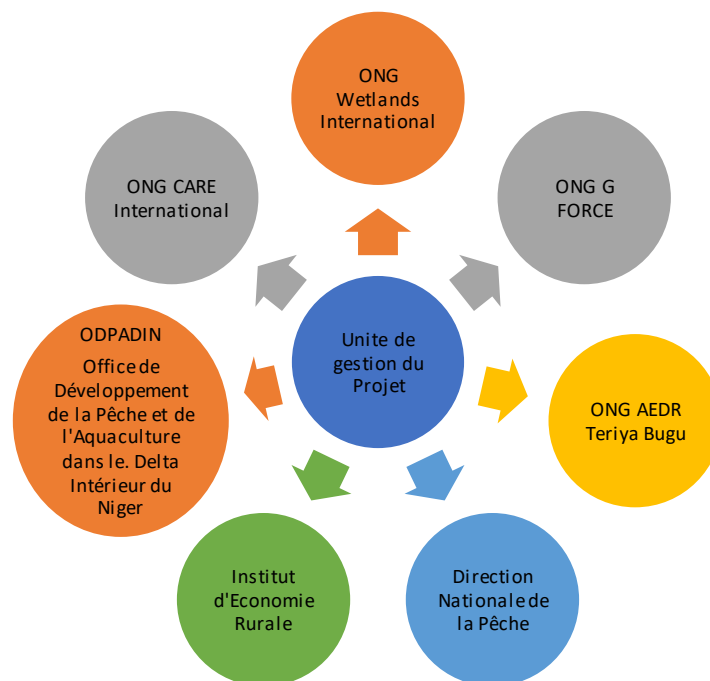 ONG
Wetlands
International
ONG CARE
International
ONG G
FORCE
Unite de
gestion du
Projet
ODPADIN
Office de
Développement
de la Pêche et de
l'Aquaculture
dans le. Delta
Intérieur du
Niger
ONG AEDR
Teriya Bugu
Institut
d'Economie
Rurale
Direction
Nationale de
la Pêche